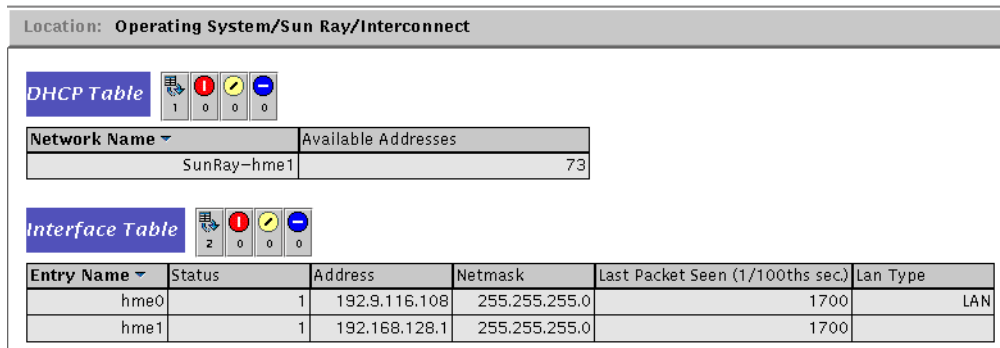 Location: Operating System/Sun Ray/Interconnect
DHCP Table 1 0 0 0
Network Name Available Addresses
SunRay-hme1 73
Interface Table 2 0 0 0
Entry Name Status Address Netmask Last Packet Seen (1/100ths sec.) Lan Type
hme0 1 192.9.116.108 255.255.255.0 1700 LAN
hme1 1 192.168.128.1 255.255.255.0 1700